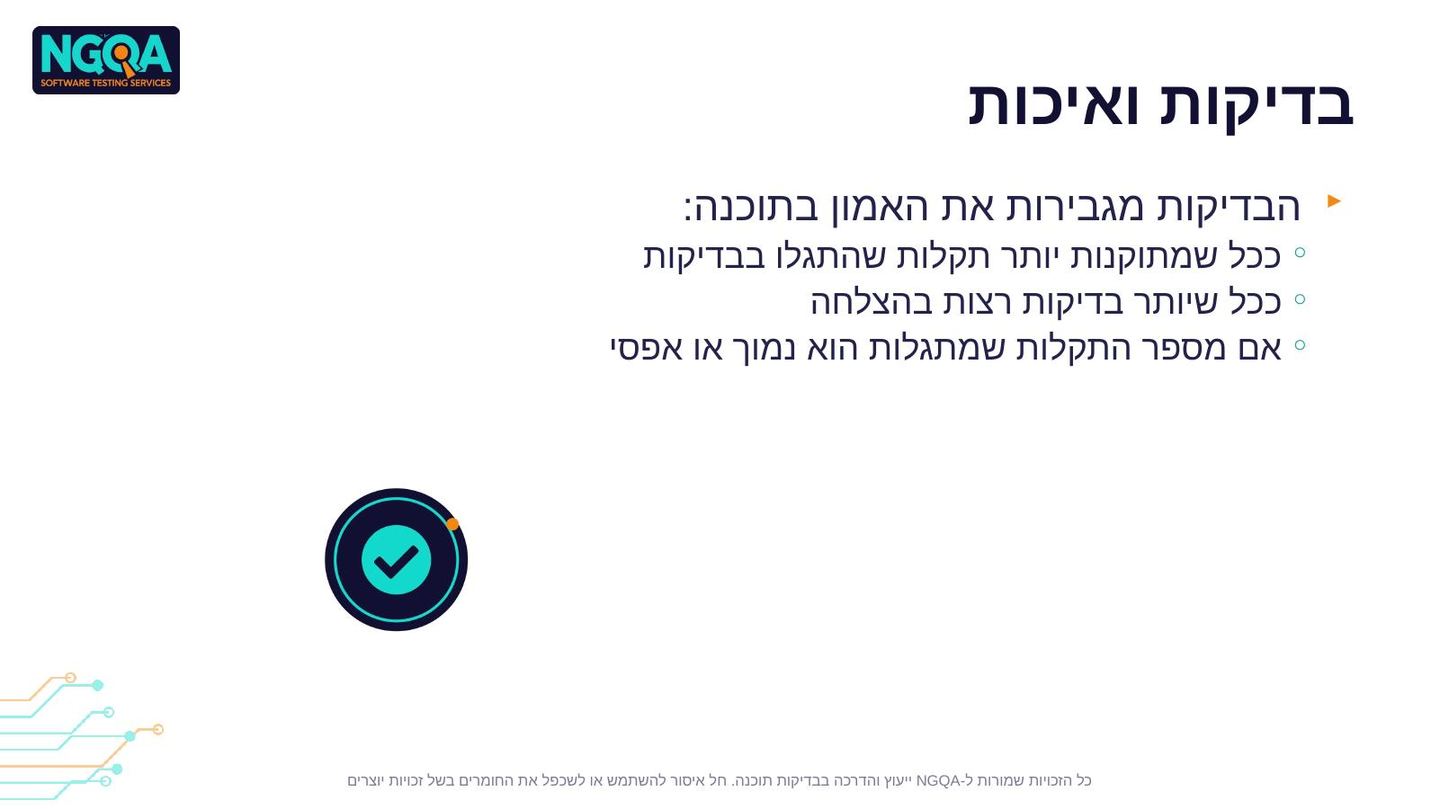 NGQA
SOFTWARE TESTING SERVICES
בדיקות ואיכות
הבדיקות מגבירות את האמון בתוכנה:
ככל שמתוקנות יותר תקלות שהתגלו בבדיקות
ככל שיותר בדיקות רצות בהצלחה
אם מספר התקלות שמתגלות הוא נמוך או אפסי
כל הזכויות שמורות ל-NGQA ייעוץ והדרכה בבדיקות תוכנה. חל איסור להשתמש או לשכפל את החומרים בשל זכויות יוצרים